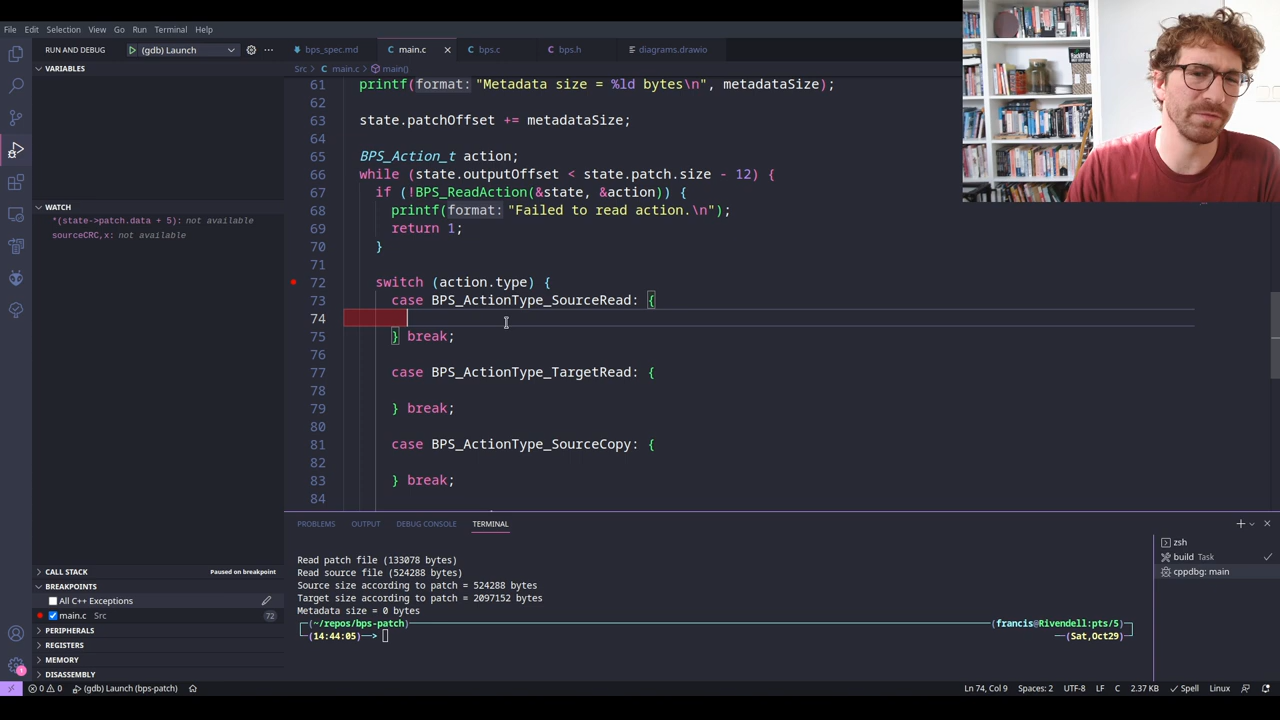 File Edit Selection View Go Run Terminal Help
RUN AND DEBUG (gdb) Launch
bps_spec.md main.c bps.c bps.h diagrams.drawio
VARIABLES
Src > main.c > main()
61 printf(format: "Metadata size = %ld bytes\n", metadataSize);
62
63 state.patchOffset += metadataSize;
64
65 BPS_Action_t action;
66 while (state.outputOffset < state.patch.size - 12) {
67 if (!BPS_ReadAction(&state, &action)) {
68 printf(format: "Failed to read action.\n");
69 return 1;
70 }
71
72 switch (action.type) {
73 case BPS_ActionType_SourceRead: {
74
75 } break;
76
77 case BPS_ActionType_TargetRead: {
78
79 } break;
80
81 case BPS_ActionType_SourceCopy: {
82
83 } break;
84
WATCH
*(state->patch.data + 5): not available
sourceCRC,x: not available
CALL STACK Paused on breakpoint
BREAKPOINTS
All C++ Exceptions
main.c Src 72
PERIPHERALS
REGISTERS
MEMORY
DISASSEMBLY
PROBLEMS OUTPUT DEBUG CONSOLE TERMINAL
Read patch file (133078 bytes)
Read source file (524288 bytes)
Source size according to patch = 524288 bytes
Target size according to patch = 2097152 bytes
Metadata size = 0 bytes
(~/repos/bps-patch) (francis@Rivendell:pts/5)
(14:44:05)—> (Sat,Oct29)
zsh
build Task
cppdbg: main
0 0 (gdb) Launch (bps-patch) Ln 74, Col 9 Spaces: 2 UTF-8 LF C 2.37 KB Spell Linux